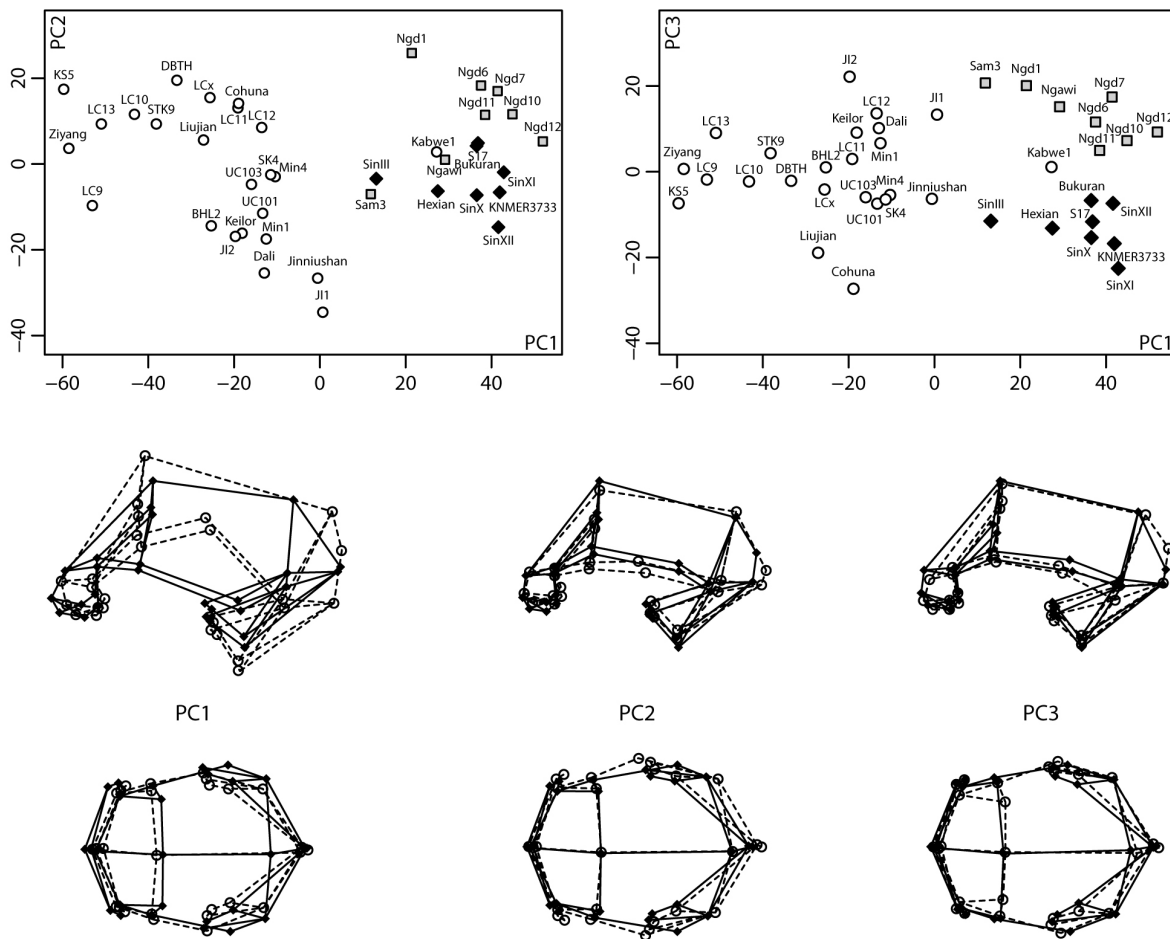 PC2
KS5
DBTH
LCx
Cohuna
LC10
LC13
STK9
LC11
LC12
Liujian
Ziyang
LC9
UC103
SK4
Min4
UC101
BHL2
Keilor
Min1
JI2
Dali
Jinniushan
JI1
Ngd1
Ngd6
Ngd7
Ngd11
Ngd10
Ngd12
Kabwe1
S17
Bukuran
Ngawi
SinIII
SinXI
Sam3
Hexian
SinX
KNMER3733
SinXII
PC1
20
0
−20
−40
−60
−40
−20
0
20
40
PC3
JI2
Sam3
Ngd1
Ngawi
Ngd7
LC12
JI1
Ngd6
Keilor
Dali
LC13
Ngd12
Ngd10
Ngd11
STK9
LC11
Min1
Kabwe1
Ziyang
LC9
LC10
DBTH
BHL2
Min4
Jinniushan
Bukuran
KS5
LCx
UC103
UC101
SK4
SinIII
Hexian
S17
SinXII
SinX
KNMER3733
SinXI
Liujian
Cohuna
PC1
20
0
−20
−40
−60
−40
−20
0
20
40
PC1
PC2
PC3